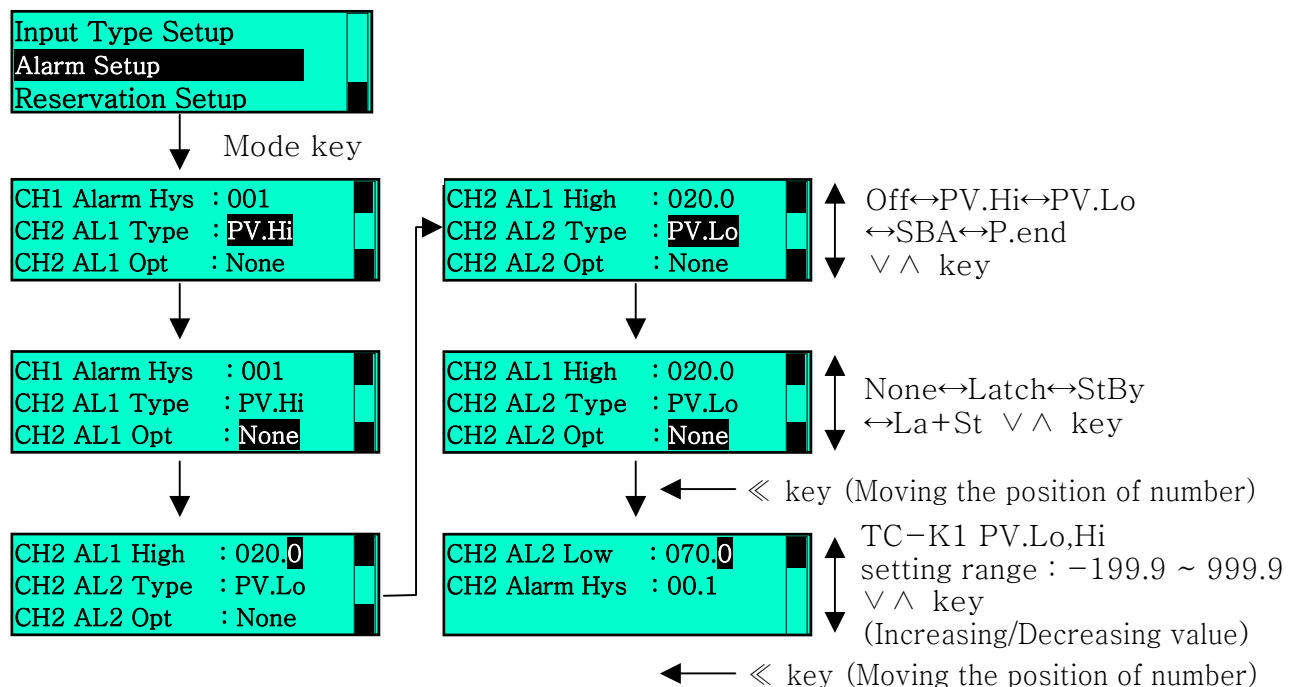 Input Type Setup
Alarm Setup
Reservation Setup
Mode key
CH1 Alarm Hys : 001
CH2 AL1 Type : PV.Hi
CH2 AL1 Opt : None
CH1 Alarm Hys : 001
CH2 AL1 Type : PV.Hi
CH2 AL1 Opt : None
CH2 AL1 High : 020.0
CH2 AL2 Type : PV.Lo
CH2 AL2 Opt : None
CH2 AL1 High : 020.0
CH2 AL2 Type : PV.Lo
CH2 AL2 Opt : None
Off↔PV.Hi↔PV.Lo
↔SBA↔P.end
∨∧ key
CH2 AL1 High : 020.0
CH2 AL2 Type : PV.Lo
CH2 AL2 Opt : None
None↔Latch↔StBy
↔La+St ∨∧ key
≪ key (Moving the position of number)
CH2 AL2 Low : 070.0
CH2 Alarm Hys : 00.1
TC-K1 PV.Lo,Hi
setting range : -199.9 ~ 999.9
∨∧ key
(Increasing/Decreasing value)
≪ key (Moving the position of number)